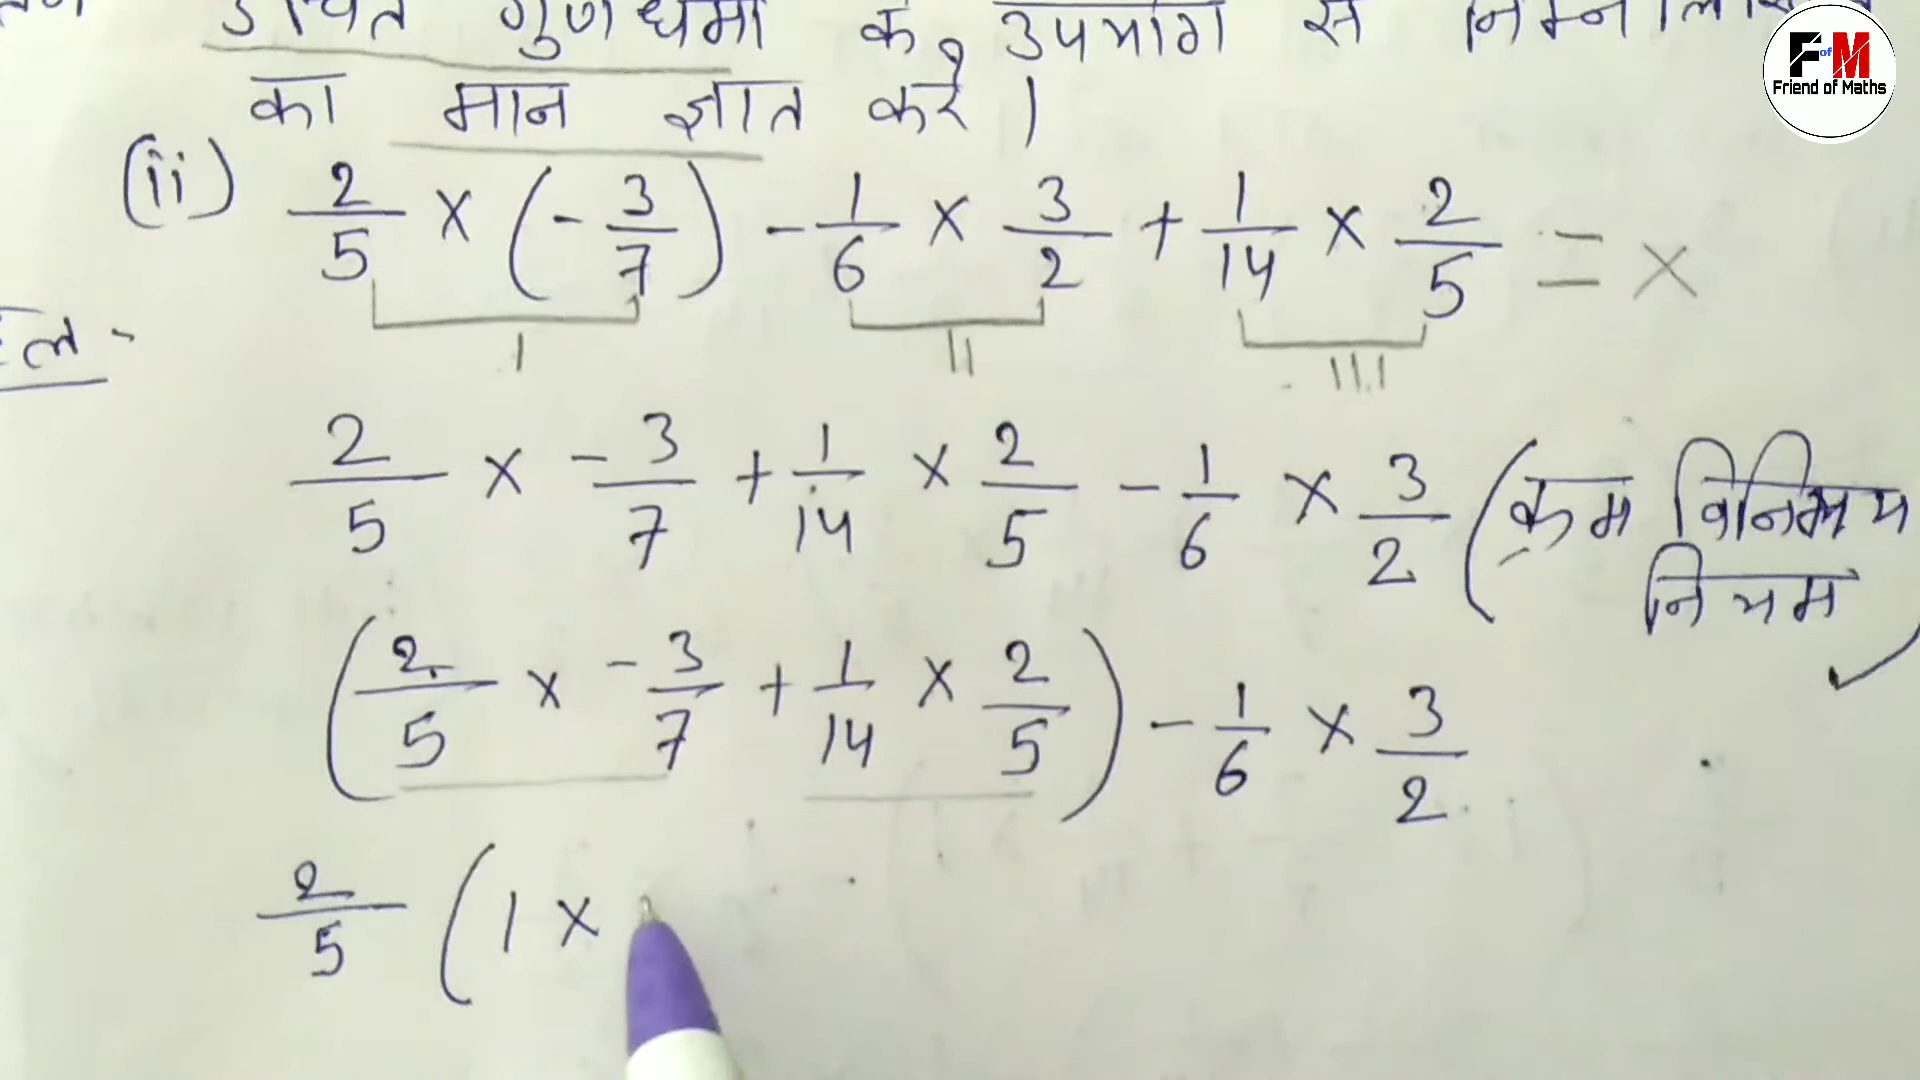 उचित गुणधर्मो के उपयोग से
का मान ज्ञात करे ।
FofM
Friend of Maths
(ii) 2/5 × (-3/7) - 1/6 × 3/2 + 1/14 × 2/5 = ×
I II III
हल -
2/5 × -3/7 + 1/14 × 2/5 - 1/6 × 3/2 (क्रम विनिमय
नियम
(2/5 × -3/7 + 1/14 × 2/5) - 1/6 × 3/2
2/5 (1 ×